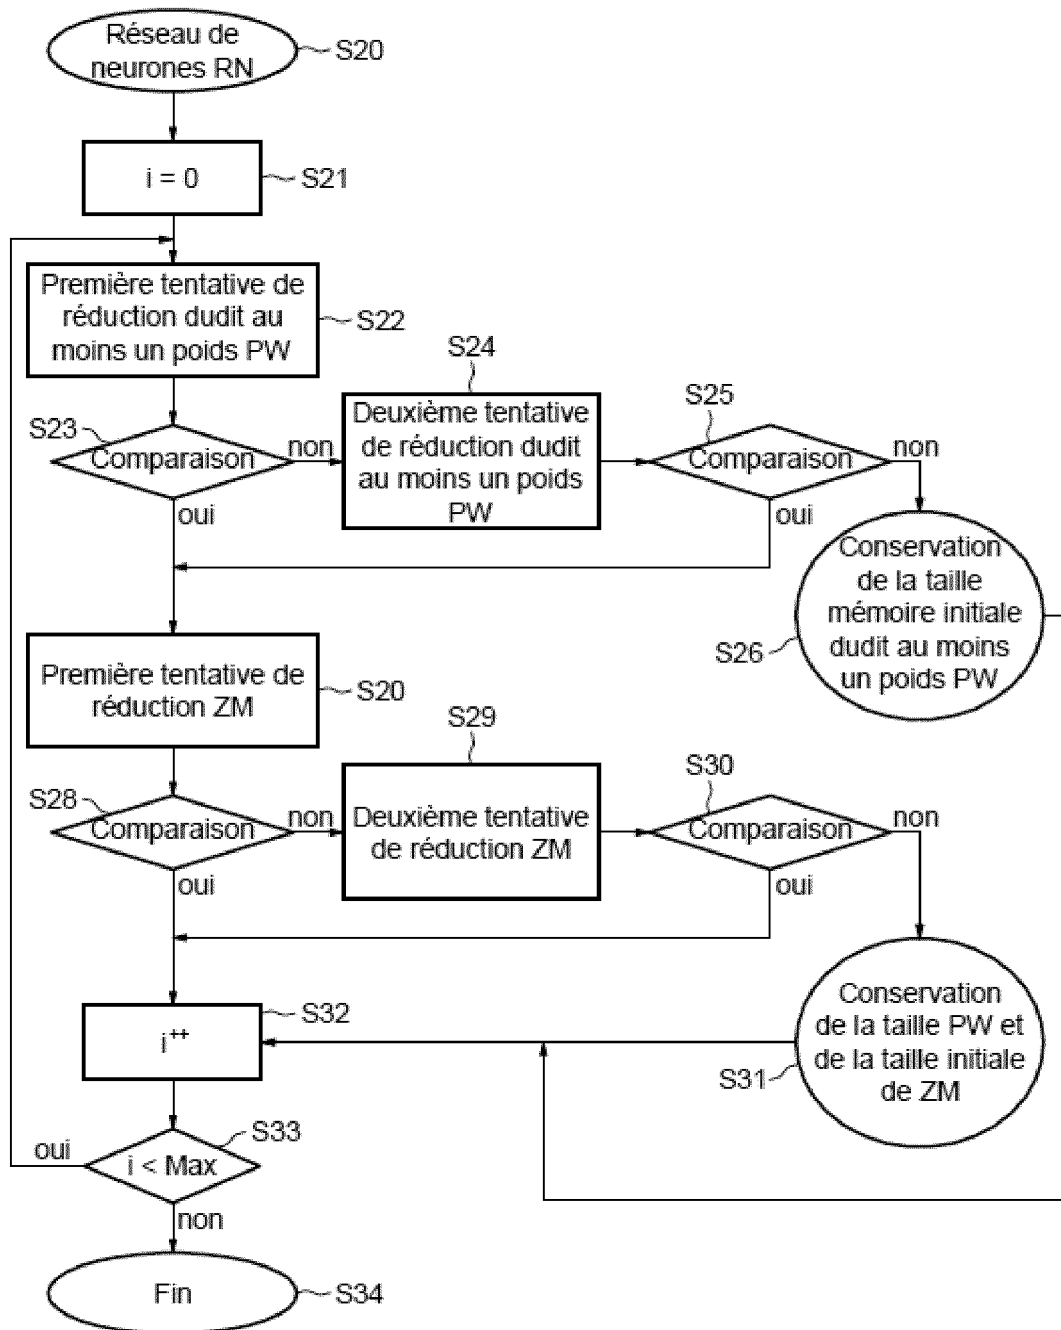 Réseau de
neurones RN
S20
i = 0
S21
Première tentative de
réduction dudit au
moins un poids PW
S22
S23
Comparaison
non
oui
S24
Deuxième tentative
de réduction dudit
au moins un poids
PW
S25
Comparaison
non
oui
Conservation
de la taille
mémoire initiale
dudit au moins
un poids PW
S26
Première tentative de
réduction ZM
S20
S28
Comparaison
non
oui
S29
Deuxième tentative
de réduction ZM
S30
Comparaison
non
oui
Conservation
de la taille PW et
de la taille initiale
de ZM
S31
i++
S32
i < Max
S33
oui
non
Fin
S34